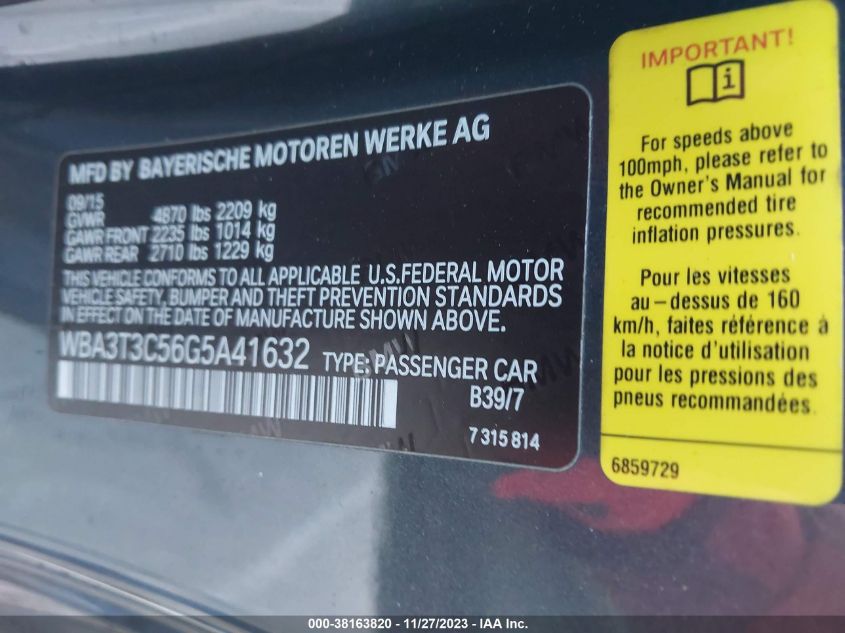 MFD BY BAYERISCHE MOTOREN WERKE AG
09/15
GVWR 4870 lbs 2209 kg
GAWR FRONT 2235 lbs 1014 kg
GAWR REAR 2710 lbs 1229 kg
THIS VEHICLE CONFORMS TO ALL APPLICABLE U.S.FEDERAL MOTOR
VEHICLE SAFETY, BUMPER AND THEFT PREVENTION STANDARDS
IN EFFECT ON THE DATE OF MANUFACTURE SHOWN ABOVE.
WBA3T3C56G5A41632 TYPE: PASSENGER CAR
B39/7
7 315 814
IMPORTANT!
i
For speeds above
100mph, please refer to
the Owner's Manual for
recommended tire
inflation pressures.
Pour les vitesses
au-dessus de 160
km/h, faites référence
à la notice d'utilisation
pour les pressions des
pneus recommandées.
6859729
000-38163820 - 11/27/2023 - I.A.A Inc.